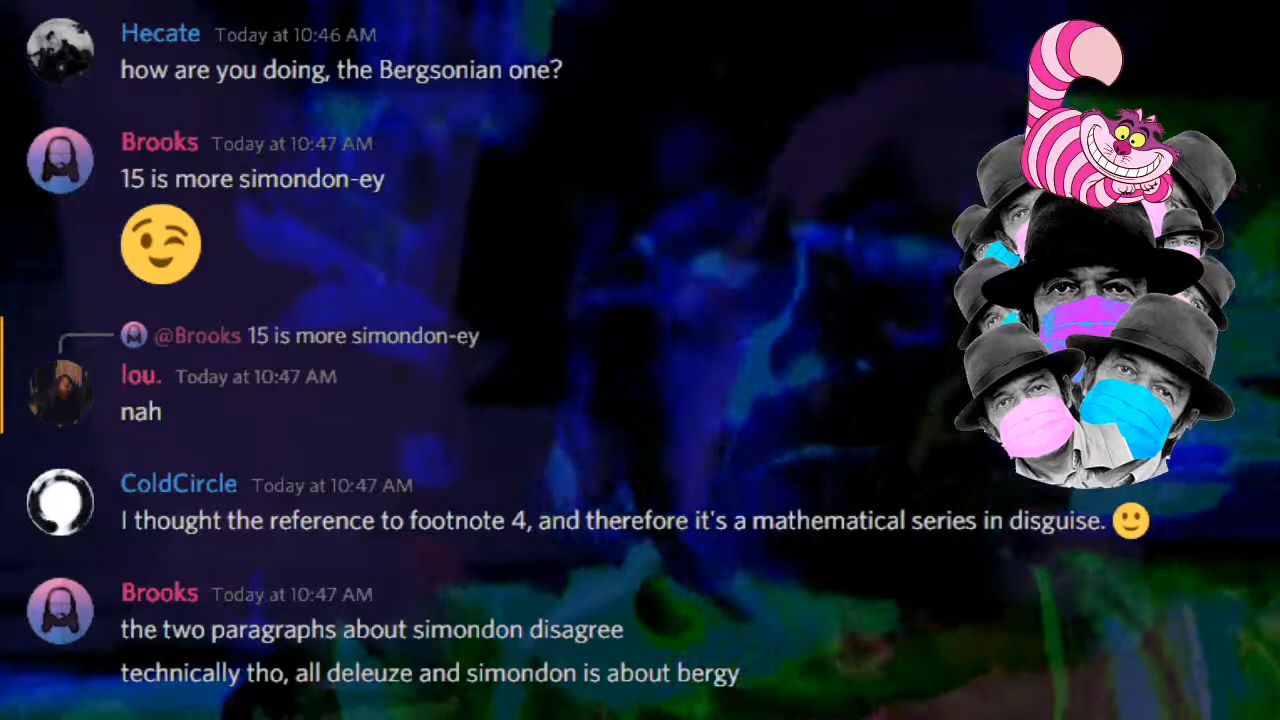 Hecate Today at 10:46 AM
how are you doing, the Bergsonian one?
Brooks Today at 10:47 AM
15 is more simondon-ey
@Brooks 15 is more simondon-ey
lou. Today at 10:47 AM
nah
ColdCircle Today at 10:47 AM
I thought the reference to footnote 4, and therefore it's a mathematical series in disguise.
Brooks Today at 10:47 AM
the two paragraphs about simondon disagree
technically tho, all deleuze and simondon is about bergy